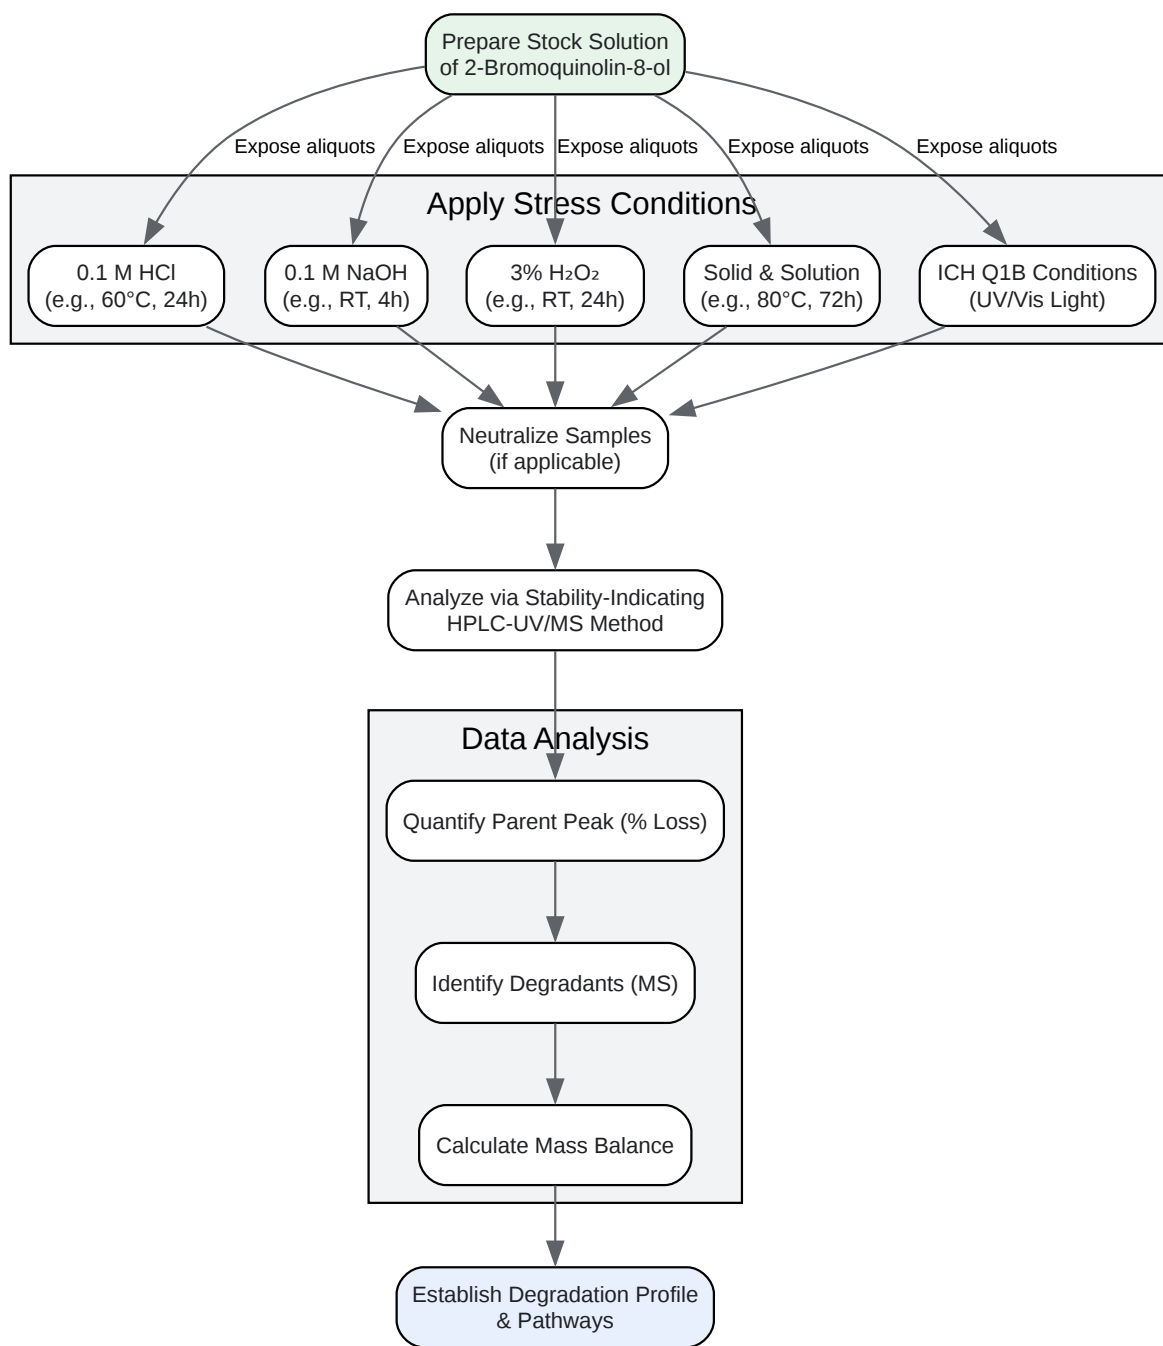 Prepare Stock Solution
of 2-Bromoquinolin-8-ol
Expose aliquots
Expose aliquots
Expose aliquots
Expose aliquots
Expose aliquots
Apply Stress Conditions
0.1 M HCl
(e.g., 60°C, 24h)
0.1 M NaOH
(e.g., RT, 4h)
3% H₂O₂
(e.g., RT, 24h)
Solid & Solution
(e.g., 80°C, 72h)
ICH Q1B Conditions
(UV/Vis Light)
Neutralize Samples
(if applicable)
Analyze via Stability-Indicating
HPLC-UV/MS Method
Data Analysis
Quantify Parent Peak (% Loss)
Identify Degradants (MS)
Calculate Mass Balance
Establish Degradation Profile
& Pathways